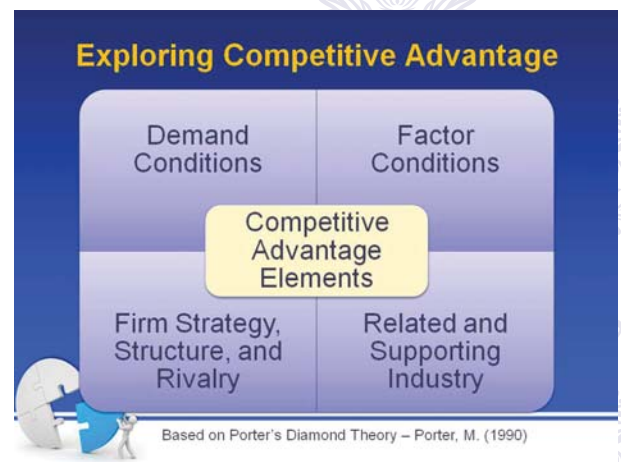 Exploring Competitive Advantage
Demand
Conditions
Factor
Conditions
Competitive
Advantage
Elements
Firm Strategy,
Structure, and
Rivalry
Related and
Supporting
Industry
Based on Porter's Diamond Theory – Porter, M. (1990)